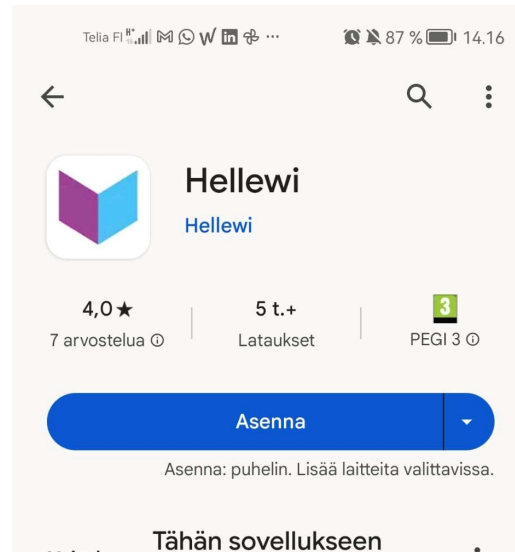 Telia FI 87 % 14.16
Hellewi
Hellewi
4,0★ 5 t.+ 3
7 arvostelua Lataukset PEGI 3
Asenna
Asenna: puhelin. Lisää laitteita valittavissa.
Tähän sovellukseen